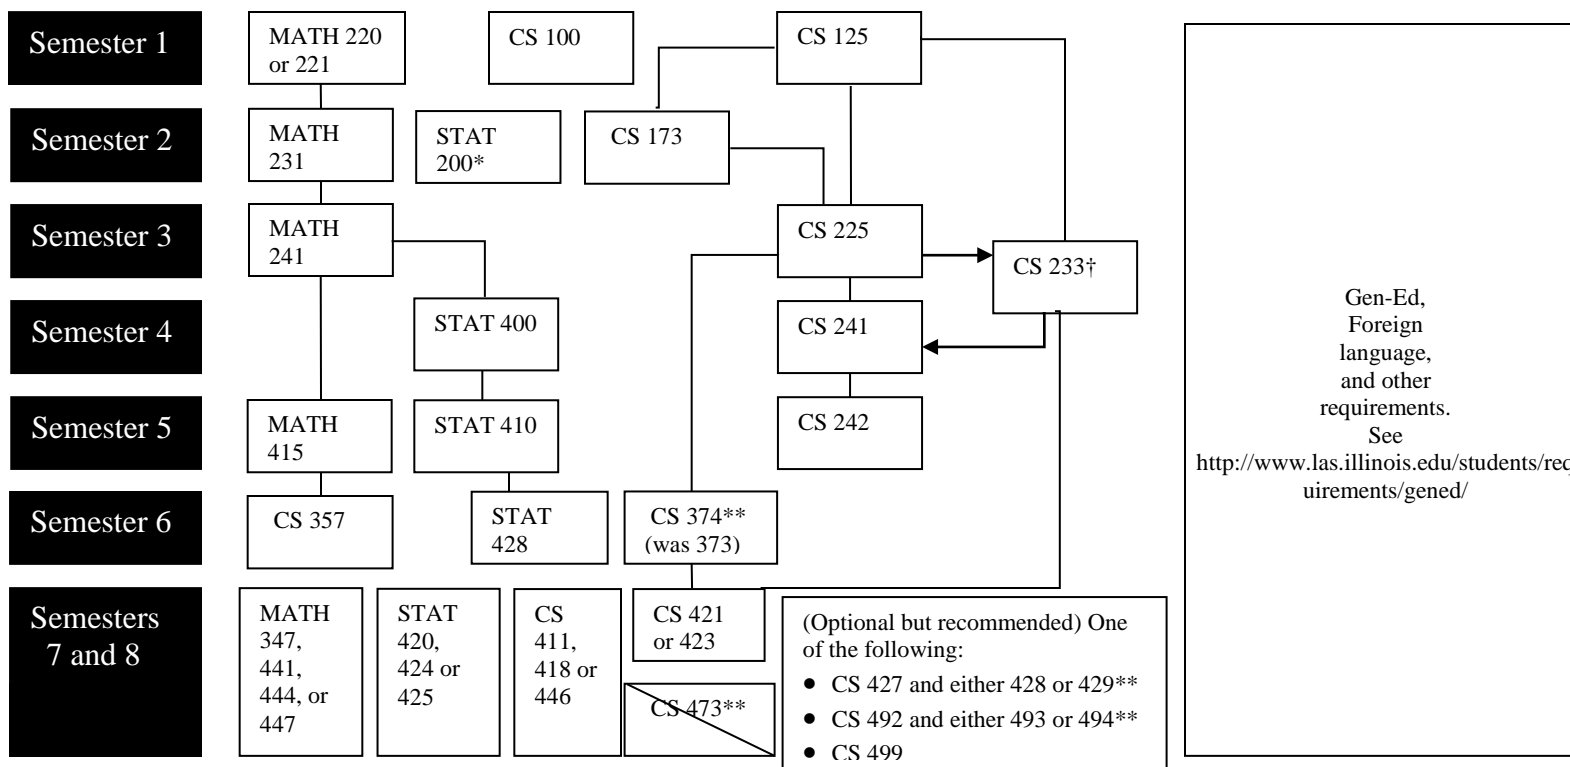 Semester 1
MATH 220
or 221
CS 100
CS 125
Semester 2
MATH
231
STAT
200*
CS 173
Semester 3
MATH
241
CS 225
CS 233†
Semester 4
STAT 400
CS 241
Semester 5
MATH
415
STAT 410
CS 242
Semester 6
CS 357
STAT
428
CS 374**
(was 373)
Semesters
7 and 8
MATH
347,
441,
444, or
447
STAT
420,
424 or
425
CS
411,
418 or
446
CS 421
or 423
CS 473**
(Optional but recommended) One
of the following:
• CS 427 and either 428 or 429**
• CS 492 and either 493 or 494**
• CS 499
Gen-Ed,
Foreign
language,
and other
requirements.
See
http://www.las.illinois.edu/students/req
uirements/gened/